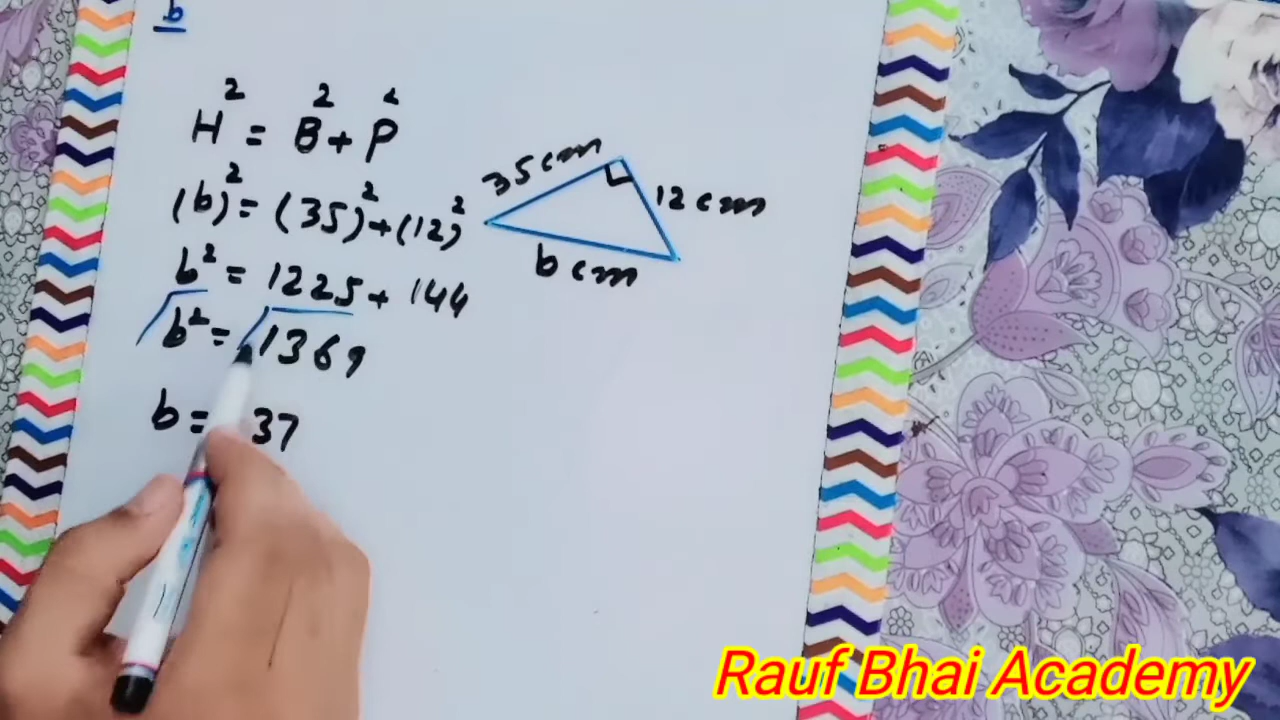 b
H² = B² + P²
(b)² = (35)² + (12)²
b² = 1225 + 144
√b² = √1369
b = 37
35 cm
12 cm
b cm
Rauf Bhai Academy